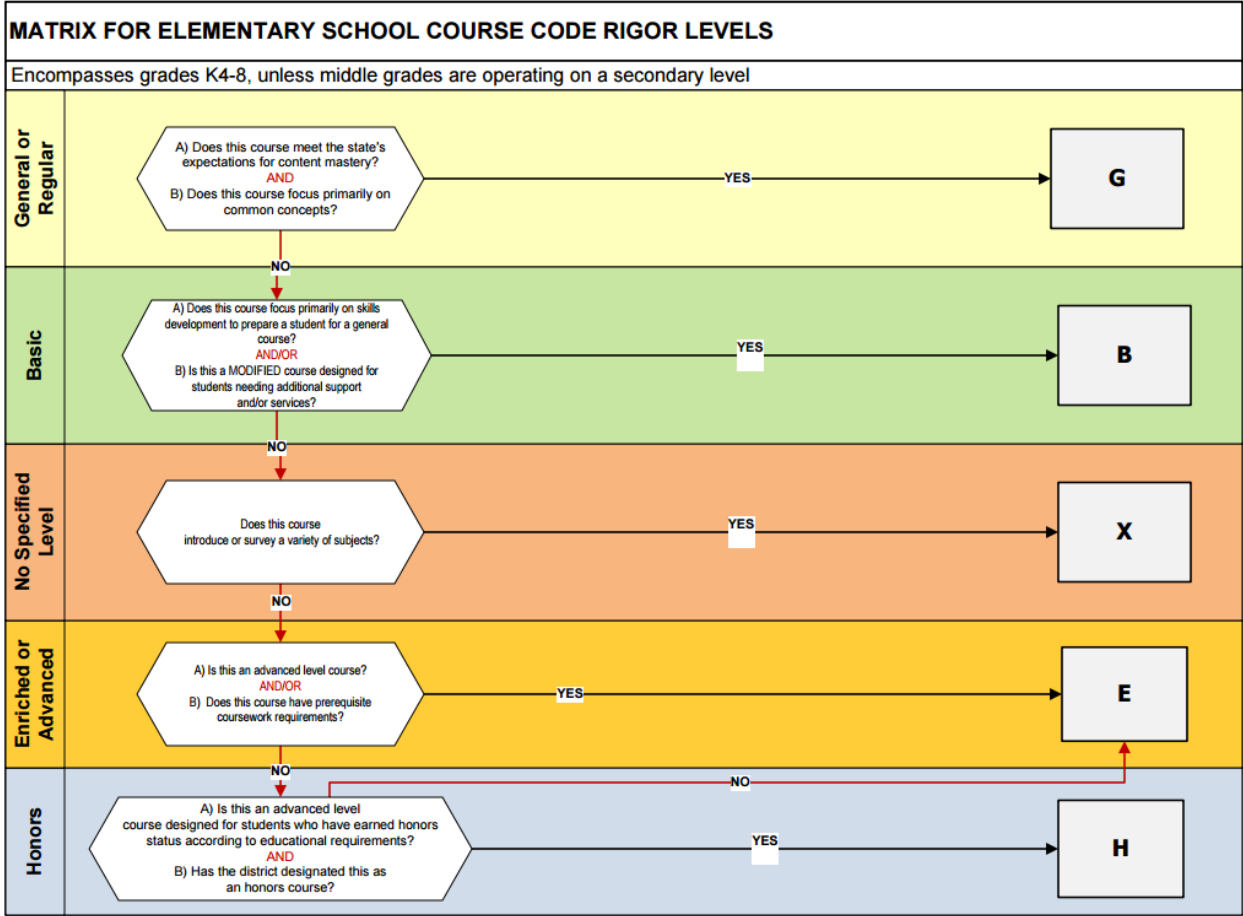 MATRIX FOR ELEMENTARY SCHOOL COURSE CODE RIGOR LEVELS
Encompasses grades K4-8, unless middle grades are operating on a secondary level
General or
Regular
A) Does this course meet the state's
expectations for content mastery?
AND
B) Does this course focus primarily on
common concepts?
YES
G
NO
Basic
A) Does this course focus primarily on skills
development to prepare a student for a general
course?
AND/OR
B) Is this a MODIFIED course designed for
students needing additional support
and/or services?
YES
B
NO
No Specified
Level
Does this course
introduce or survey a variety of subjects?
YES
X
NO
Enriched or
Advanced
A) Is this an advanced level course?
AND/OR
B) Does this course have prerequisite
coursework requirements?
YES
E
NO
NO
Honors
A) Is this an advanced level
course designed for students who have earned honors
status according to educational requirements?
AND
B) Has the district designated this as
an honors course?
YES
H